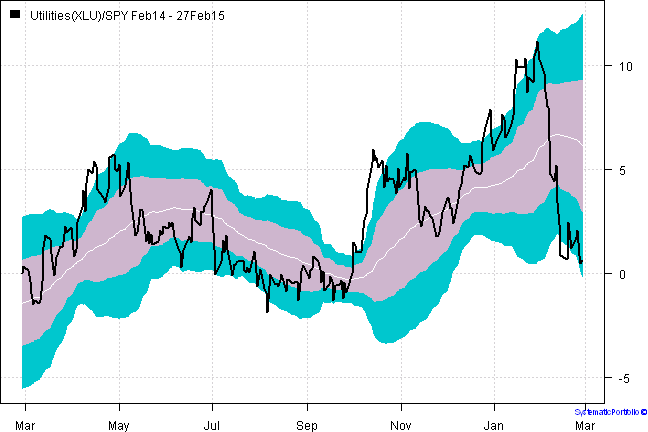 Utilities(XLU)/SPY Feb14 - 27Feb15
10
5
0
-5
Mar May Jul Sep Nov Jan Mar
SystematicPortfolio ©